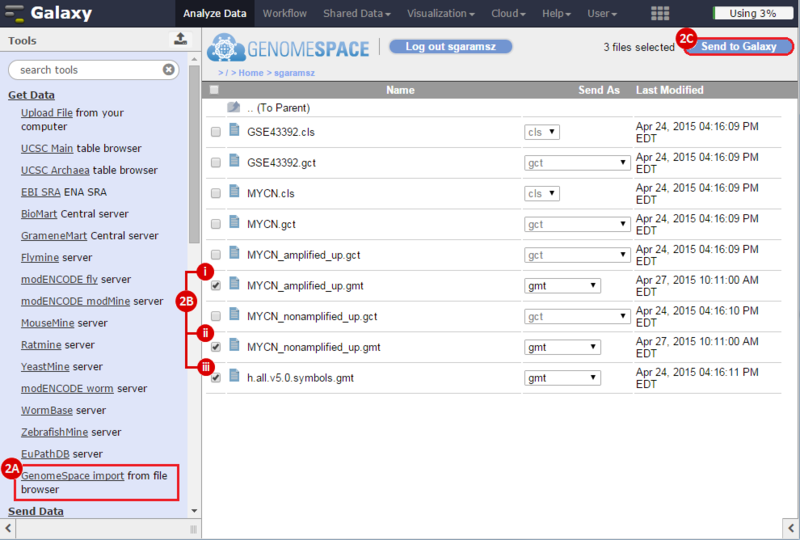 Galaxy
Analyze Data Workflow Shared Data Visualization Cloud Help User Using 3%
Tools
search tools
Get Data
Upload File from your
computer
UCSC Main table browser
UCSC Archaea table browser
EBI SRA ENA SRA
BioMart Central server
GrameneMart Central server
Flymine server
modENCODE fly server
modENCODE modMine server
MouseMine server
Ratmine server
YeastMine server
modENCODE worm server
WormBase server
ZebrafishMine server
EuPathDB server
2A
GenomeSpace import from file
browser
Send Data
GENOMESPACE Log out sgaramsz 3 files selected 2C Send to Galaxy
> / > Home > sgaramsz
Name Send As Last Modified
.. (To Parent)
GSE43392.cls cls Apr 24, 2015 04:16:09 PM
EDT
GSE43392.gct gct Apr 24, 2015 04:16:09 PM
EDT
MYCN.cls cls Apr 24, 2015 04:16:09 PM
EDT
MYCN.gct gct Apr 24, 2015 04:16:09 PM
EDT
MYCN_amplified_up.gct gct Apr 24, 2015 04:16:09 PM
EDT
2B
i
MYCN_amplified_up.gmt gmt Apr 27, 2015 10:11:00 AM
EDT
MYCN_nonamplified_up.gct gct Apr 24, 2015 04:16:10 PM
EDT
ii
MYCN_nonamplified_up.gmt gmt Apr 27, 2015 10:11:00 AM
EDT
iii
h.all.v5.0.symbols.gmt gmt Apr 24, 2015 04:16:11 PM
EDT